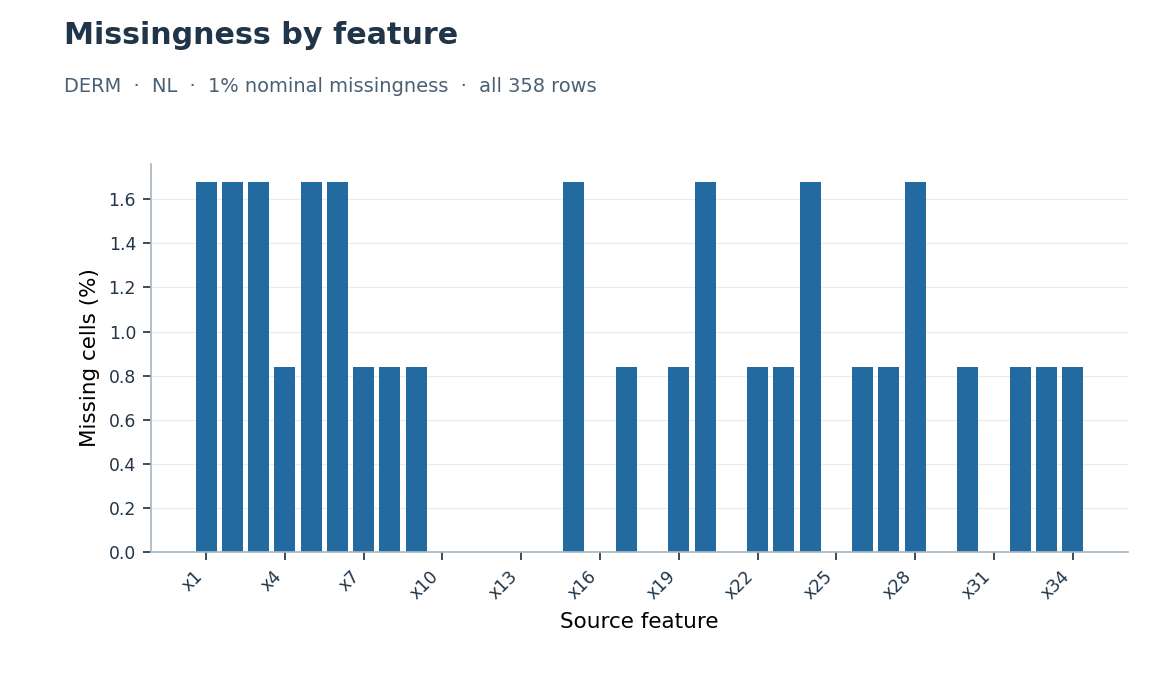 Missingness by feature
DERM · NL · 1% nominal missingness · all 358 rows
Missing cells (%)
1.6
1.4
1.2
1.0
0.8
0.6
0.4
0.2
0.0
x1 x4 x7 x10 x13 x16 x19 x22 x25 x28 x31 x34
Source feature